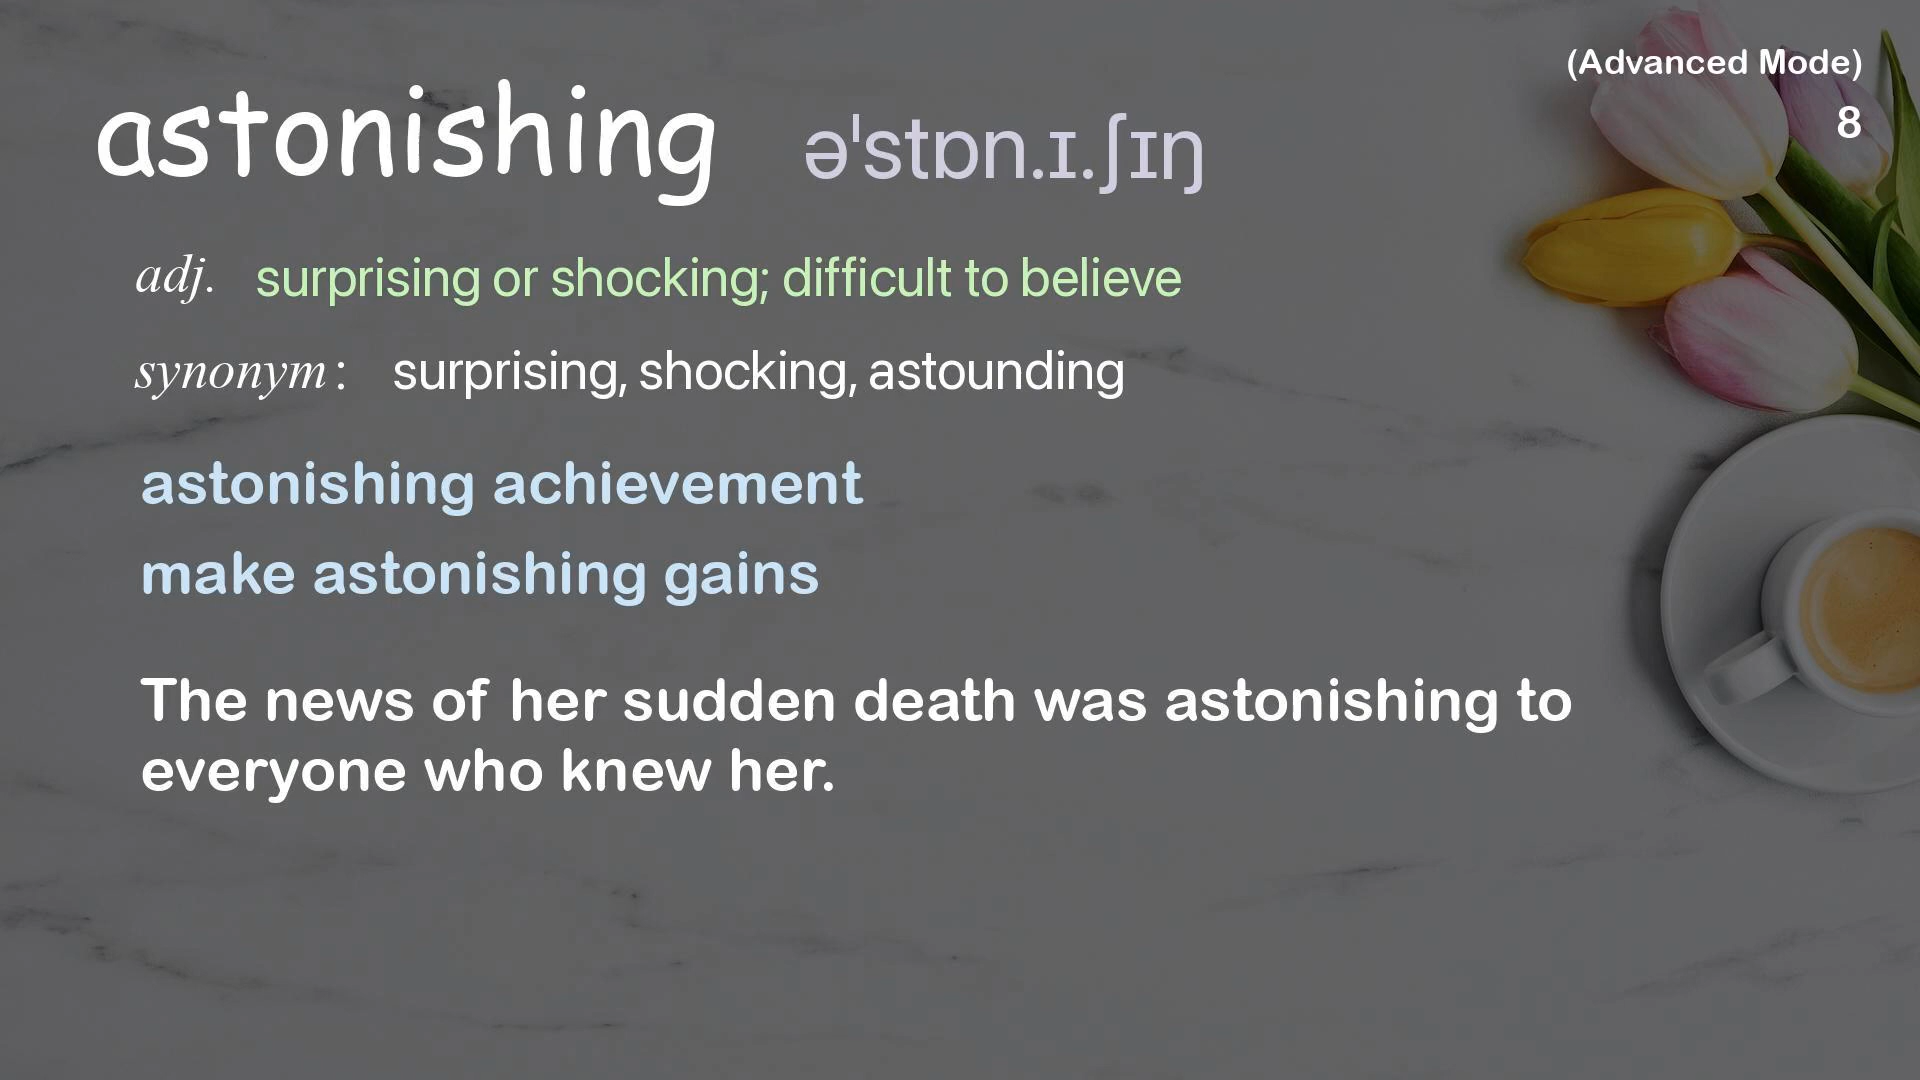 (Advanced Mode)
astonishing əˈstɒn.ɪ.ʃɪŋ
8
adj. surprising or shocking; difficult to believe
synonym: surprising, shocking, astounding
astonishing achievement
make astonishing gains
The news of her sudden death was astonishing to
everyone who knew her.